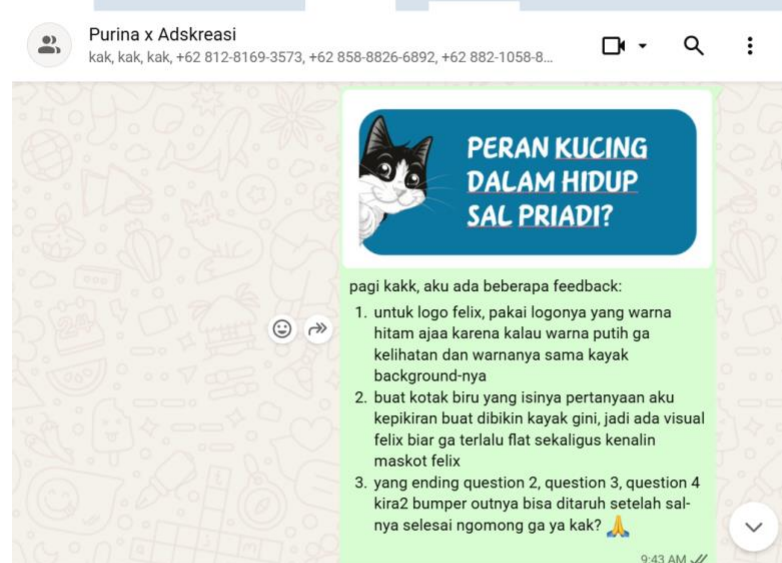 Purina x Adskreasi
kak, kak, kak, +62 812-8169-3573, +62 858-8826-6892, +62 882-1058-8...
PERAN KUCING
DALAM HIDUP
SAL PRIADI?
pagi kakk, aku ada beberapa feedback:
1. untuk logo felix, pakai logonya yang warna
hitam ajaa karena kalau warna putih ga
kelihatan dan warnanya sama kayak
background-nya
2. buat kotak biru yang isinya pertanyaan aku
kepikiran buat dibikin kayak gini, jadi ada visual
felix biar ga terlalu flat sekaligus kenalin
maskot felix
3. yang ending question 2, question 3, question 4
kira2 bumper outnya bisa ditaruh setelah sal-
nya selesai ngomong ga ya kak? 🙏
9:43 AM